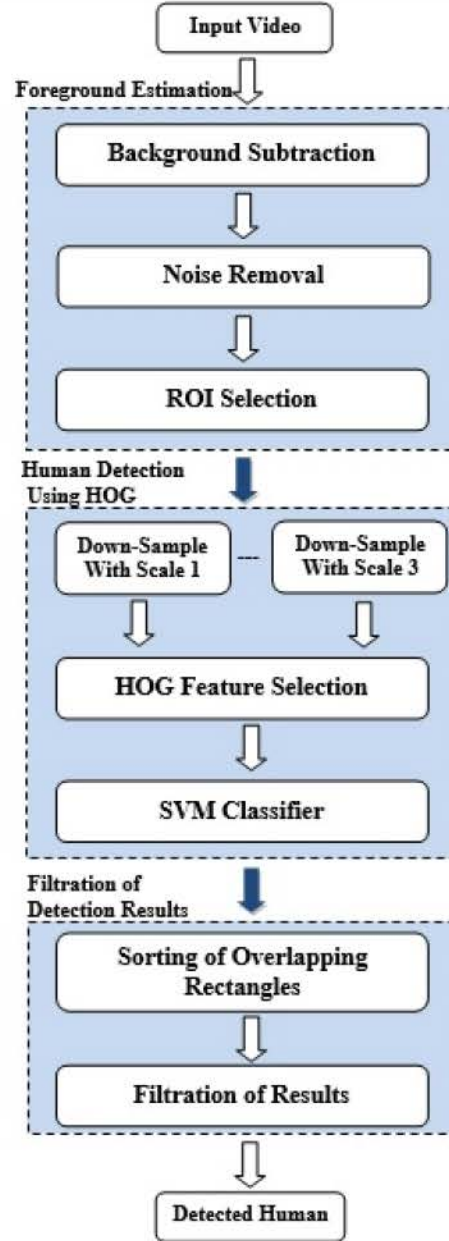 Input Video
Foreground Estimation
Background Subtraction
Noise Removal
ROI Selection
Human Detection
Using HOG
Down-Sample
With Scale 1
---
Down-Sample
With Scale 3
HOG Feature Selection
SVM Classifier
Filtration of
Detection Results
Sorting of Overlapping
Rectangles
Filtration of Results
Detected Human